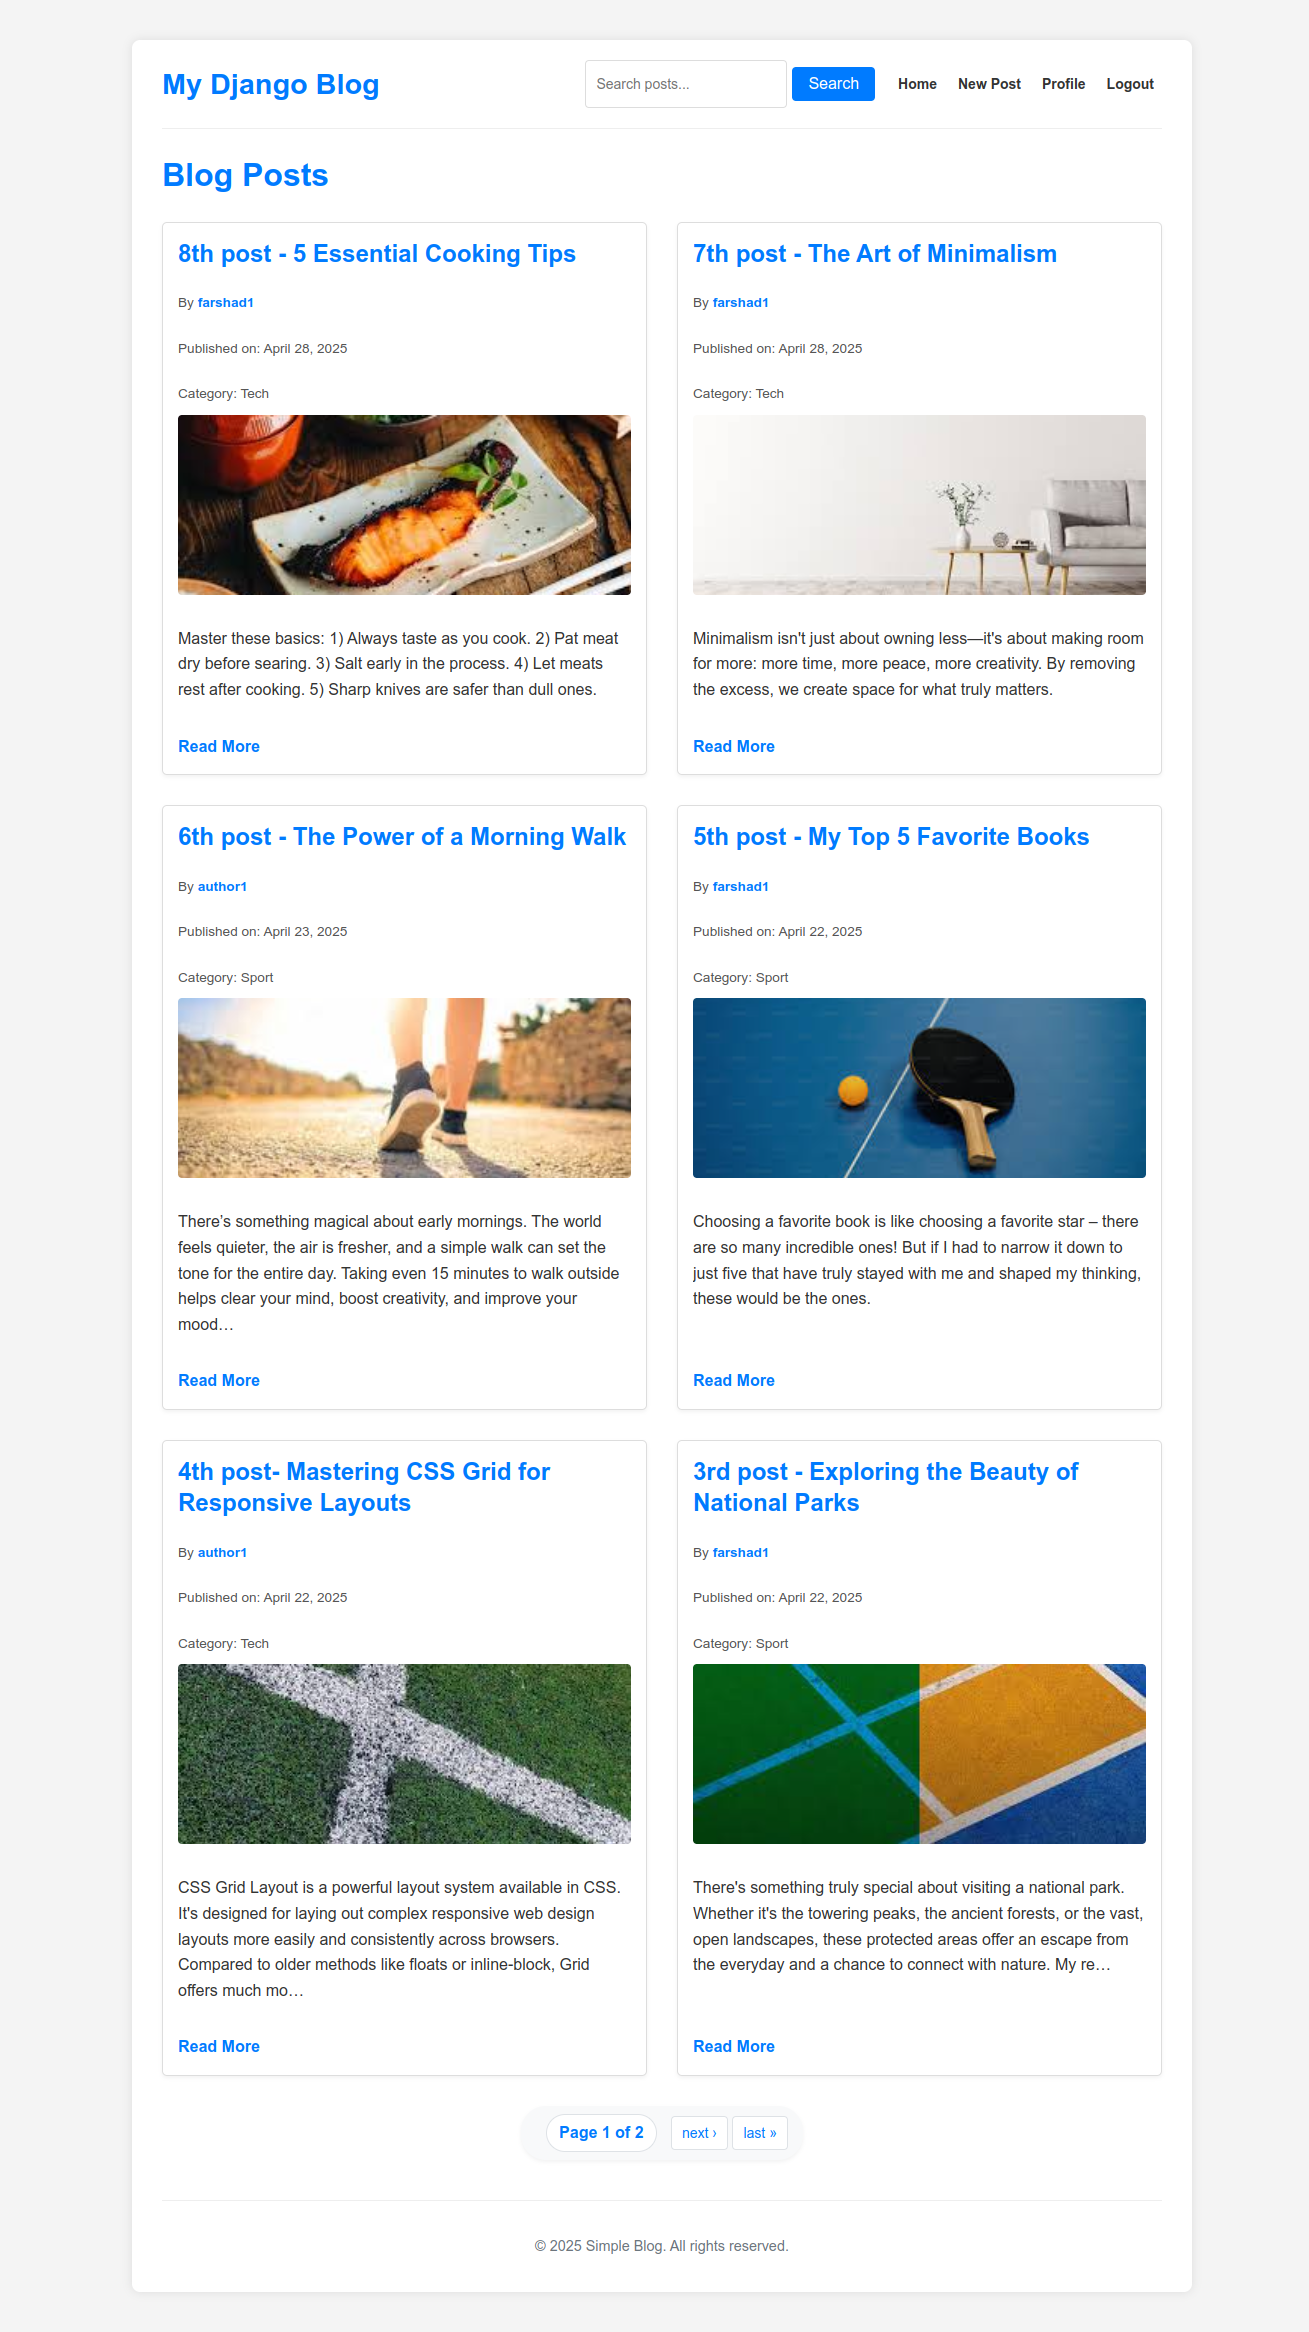 My Django Blog
Search posts...
Search
Home
New Post
Profile
Logout
Blog Posts
8th post - 5 Essential Cooking Tips
By farshad1
Published on: April 28, 2025
Category: Tech
Master these basics: 1) Always taste as you cook. 2) Pat meat
dry before searing. 3) Salt early in the process. 4) Let meats
rest after cooking. 5) Sharp knives are safer than dull ones.
Read More
7th post - The Art of Minimalism
By farshad1
Published on: April 28, 2025
Category: Tech
Minimalism isn't just about owning less—it's about making room
for more: more time, more peace, more creativity. By removing
the excess, we create space for what truly matters.
Read More
6th post - The Power of a Morning Walk
By author1
Published on: April 23, 2025
Category: Sport
There's something magical about early mornings. The world
feels quieter, the air is fresher, and a simple walk can set the
tone for the entire day. Taking even 15 minutes to walk outside
helps clear your mind, boost creativity, and improve your
mood…
Read More
5th post - My Top 5 Favorite Books
By farshad1
Published on: April 22, 2025
Category: Sport
Choosing a favorite book is like choosing a favorite star – there
are so many incredible ones! But if I had to narrow it down to
just five that have truly stayed with me and shaped my thinking,
these would be the ones.
Read More
4th post- Mastering CSS Grid for
Responsive Layouts
By author1
Published on: April 22, 2025
Category: Tech
CSS Grid Layout is a powerful layout system available in CSS.
It's designed for laying out complex responsive web design
layouts more easily and consistently across browsers.
Compared to older methods like floats or inline-block, Grid
offers much mo…
Read More
3rd post - Exploring the Beauty of
National Parks
By farshad1
Published on: April 22, 2025
Category: Sport
There's something truly special about visiting a national park.
Whether it's the towering peaks, the ancient forests, or the vast,
open landscapes, these protected areas offer an escape from
the everyday and a chance to connect with nature. My re…
Read More
Page 1 of 2
next ›
last »
© 2025 Simple Blog. All rights reserved.